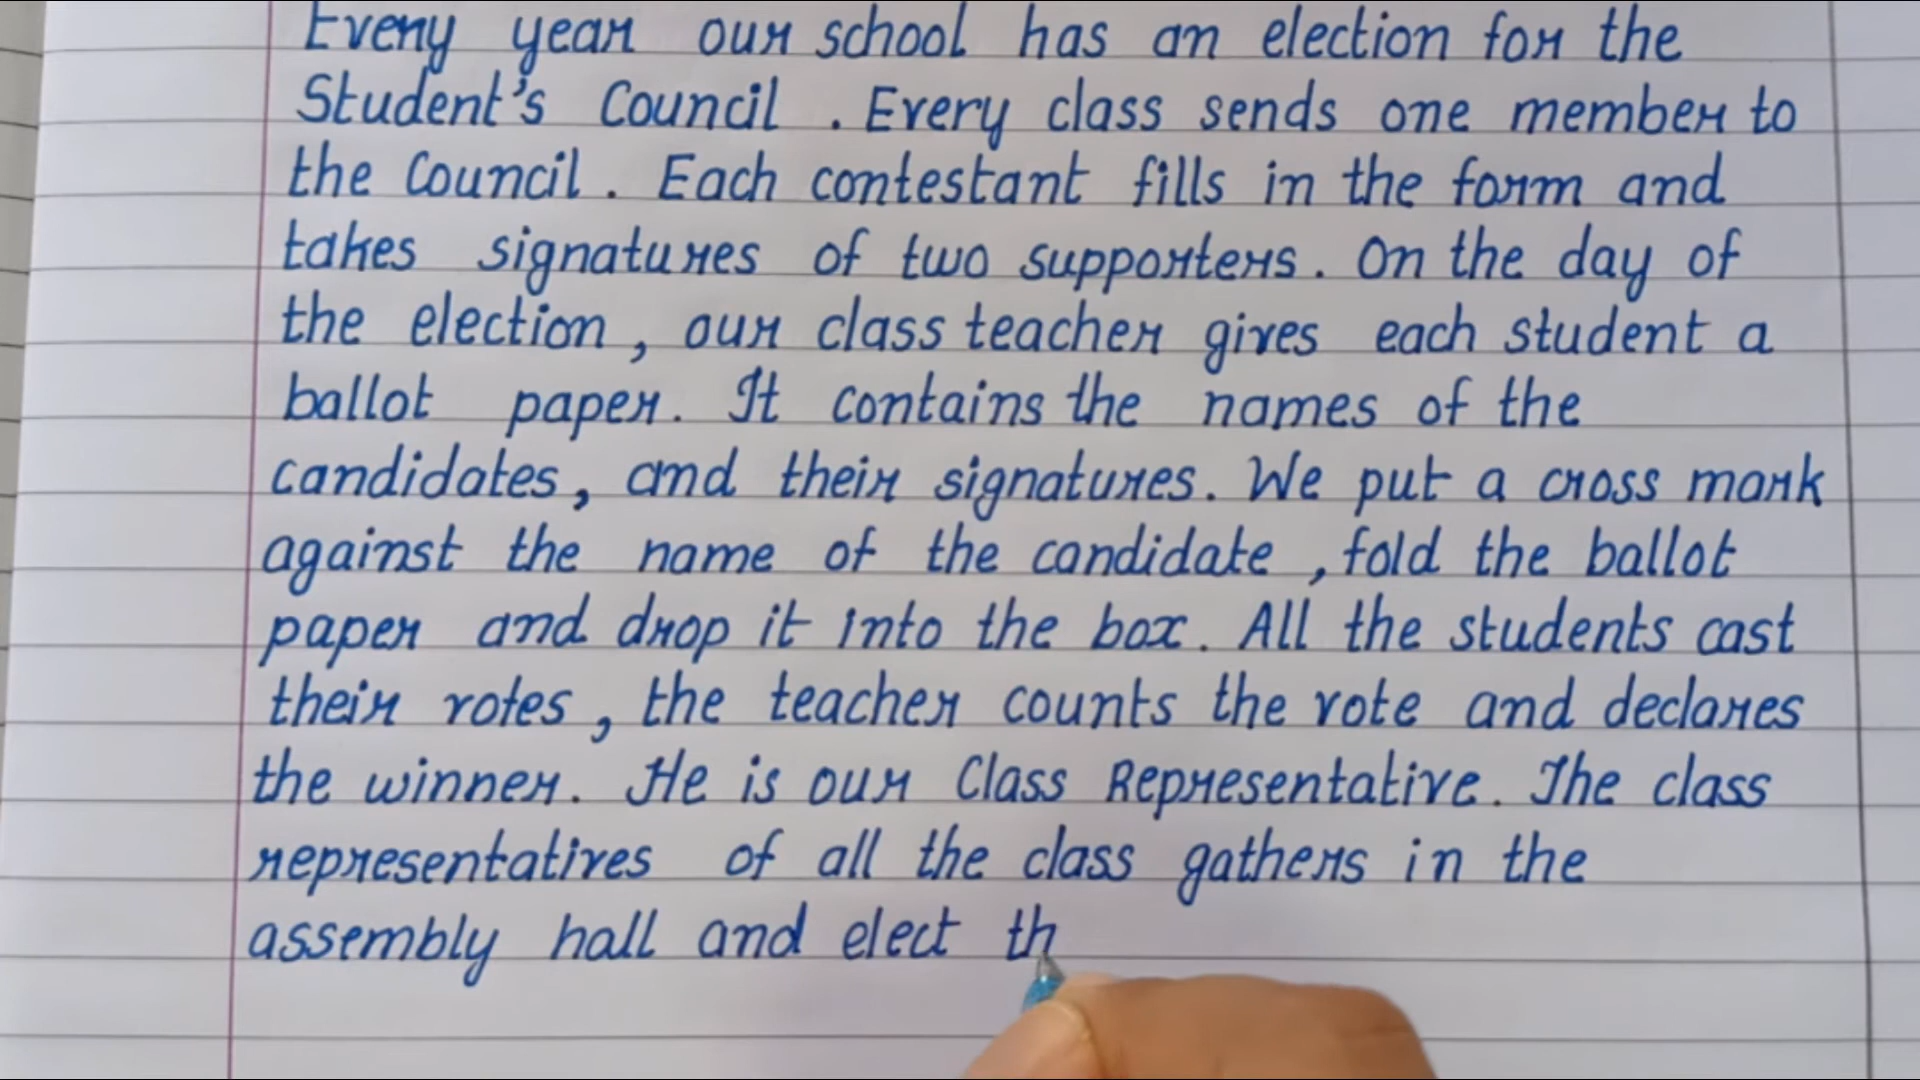 Every year our school has an election for the
Student's Council . Every class sends one member to
the Council . Each contestant fills in the form and
takes signatures of two supporters . On the day of
the election , our class teacher gives each student a
ballot paper . It contains the names of the
candidates , and their signatures . We put a cross mark
against the name of the candidate , fold the ballot
paper and drop it into the box . All the students cast
their votes , the teacher counts the vote and declares
the winner . He is our Class Representative . The class
representatives of all the class gathers in the
assembly hall and elect th